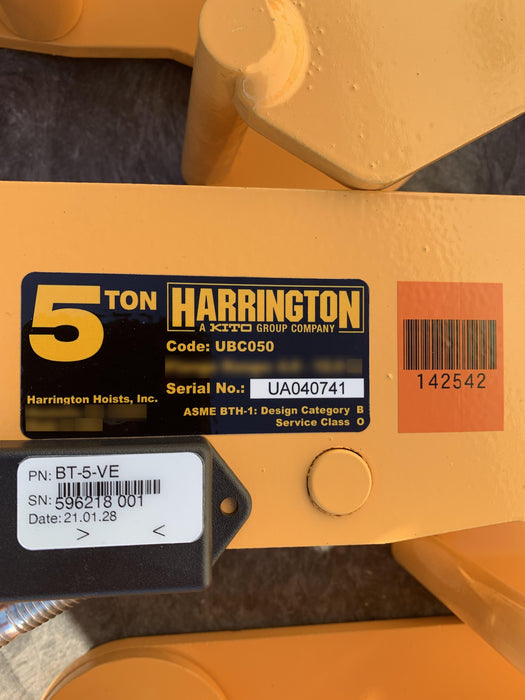 5 TON
HARRINGTON
A KITO GROUP COMPANY
Code: UBC050
Serial No.: UA040741
Harrington Hoists, Inc.
ASME BTH-1: Design Category B
Service Class O
142542
PN: BT-5-VE
SN: 596218 001
Date: 21.01.28
> <